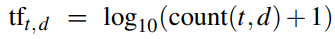 tf_{t,d} = log_{10}(count(t,d)+1)